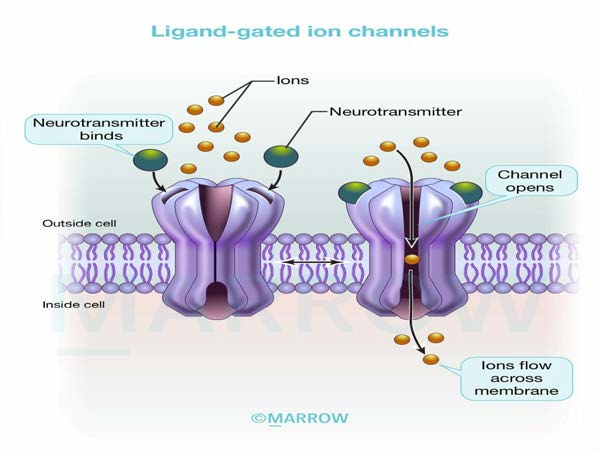 Ligand-gated ion channels
Ions
Neurotransmitter
binds
Neurotransmitter
Channel
opens
Outside cell
Inside cell
MARROW
Ions flow
across
membrane
©MARROW